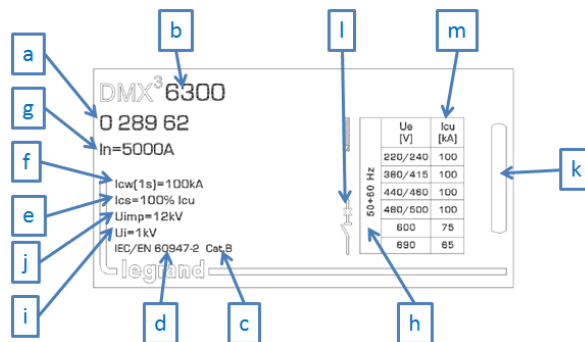 b
l
m
a
g
f
e
j
i
d
c
h
k
DMX³ 6300
0 289 62
In=5000A
Icw(1s)=100kA
Ics=100% Icu
Uimp=12kV
Ui=1kV
IEC/EN 60947-2 Cat.B
legrand
50+60 Hz
Ue [V] Icu [kA]
220/240 100
380/415 100
440/460 100
480/500 100
600 75
690 65